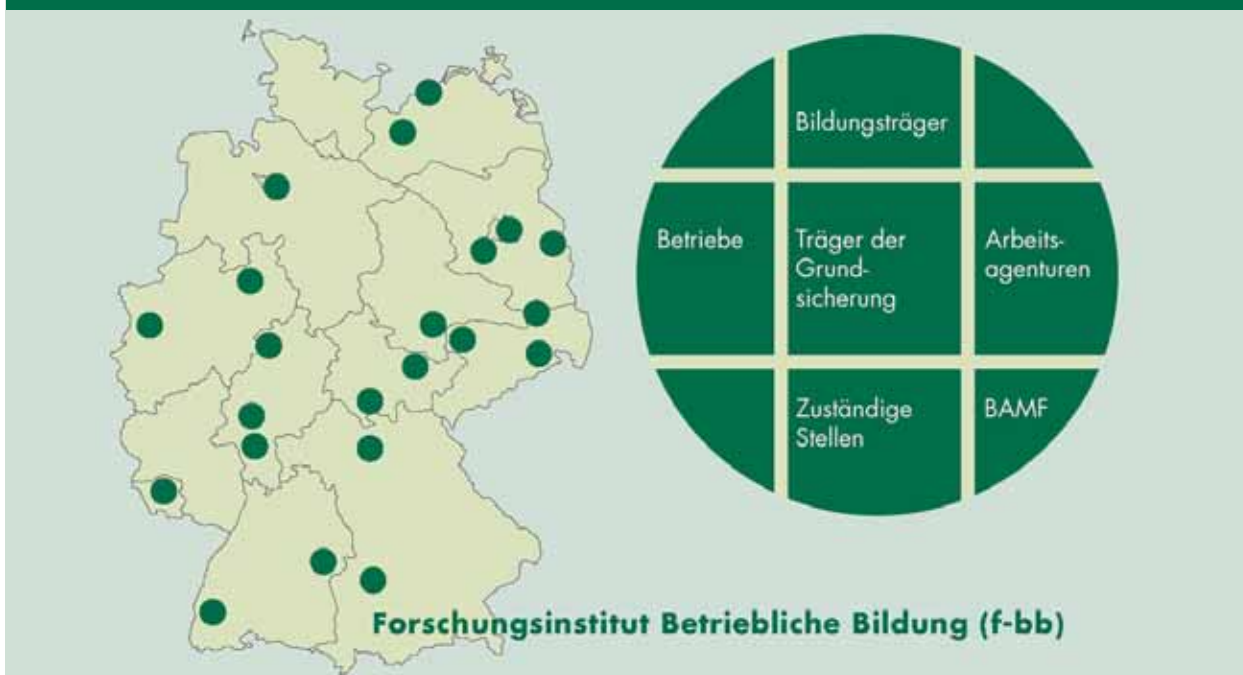 Bildungsträger
Betriebe
Träger der
Grund-
sicherung
Arbeits-
agenturen
Zuständige
Stellen
BAMF
Forschungsinstitut Betriebliche Bildung (f-bb)